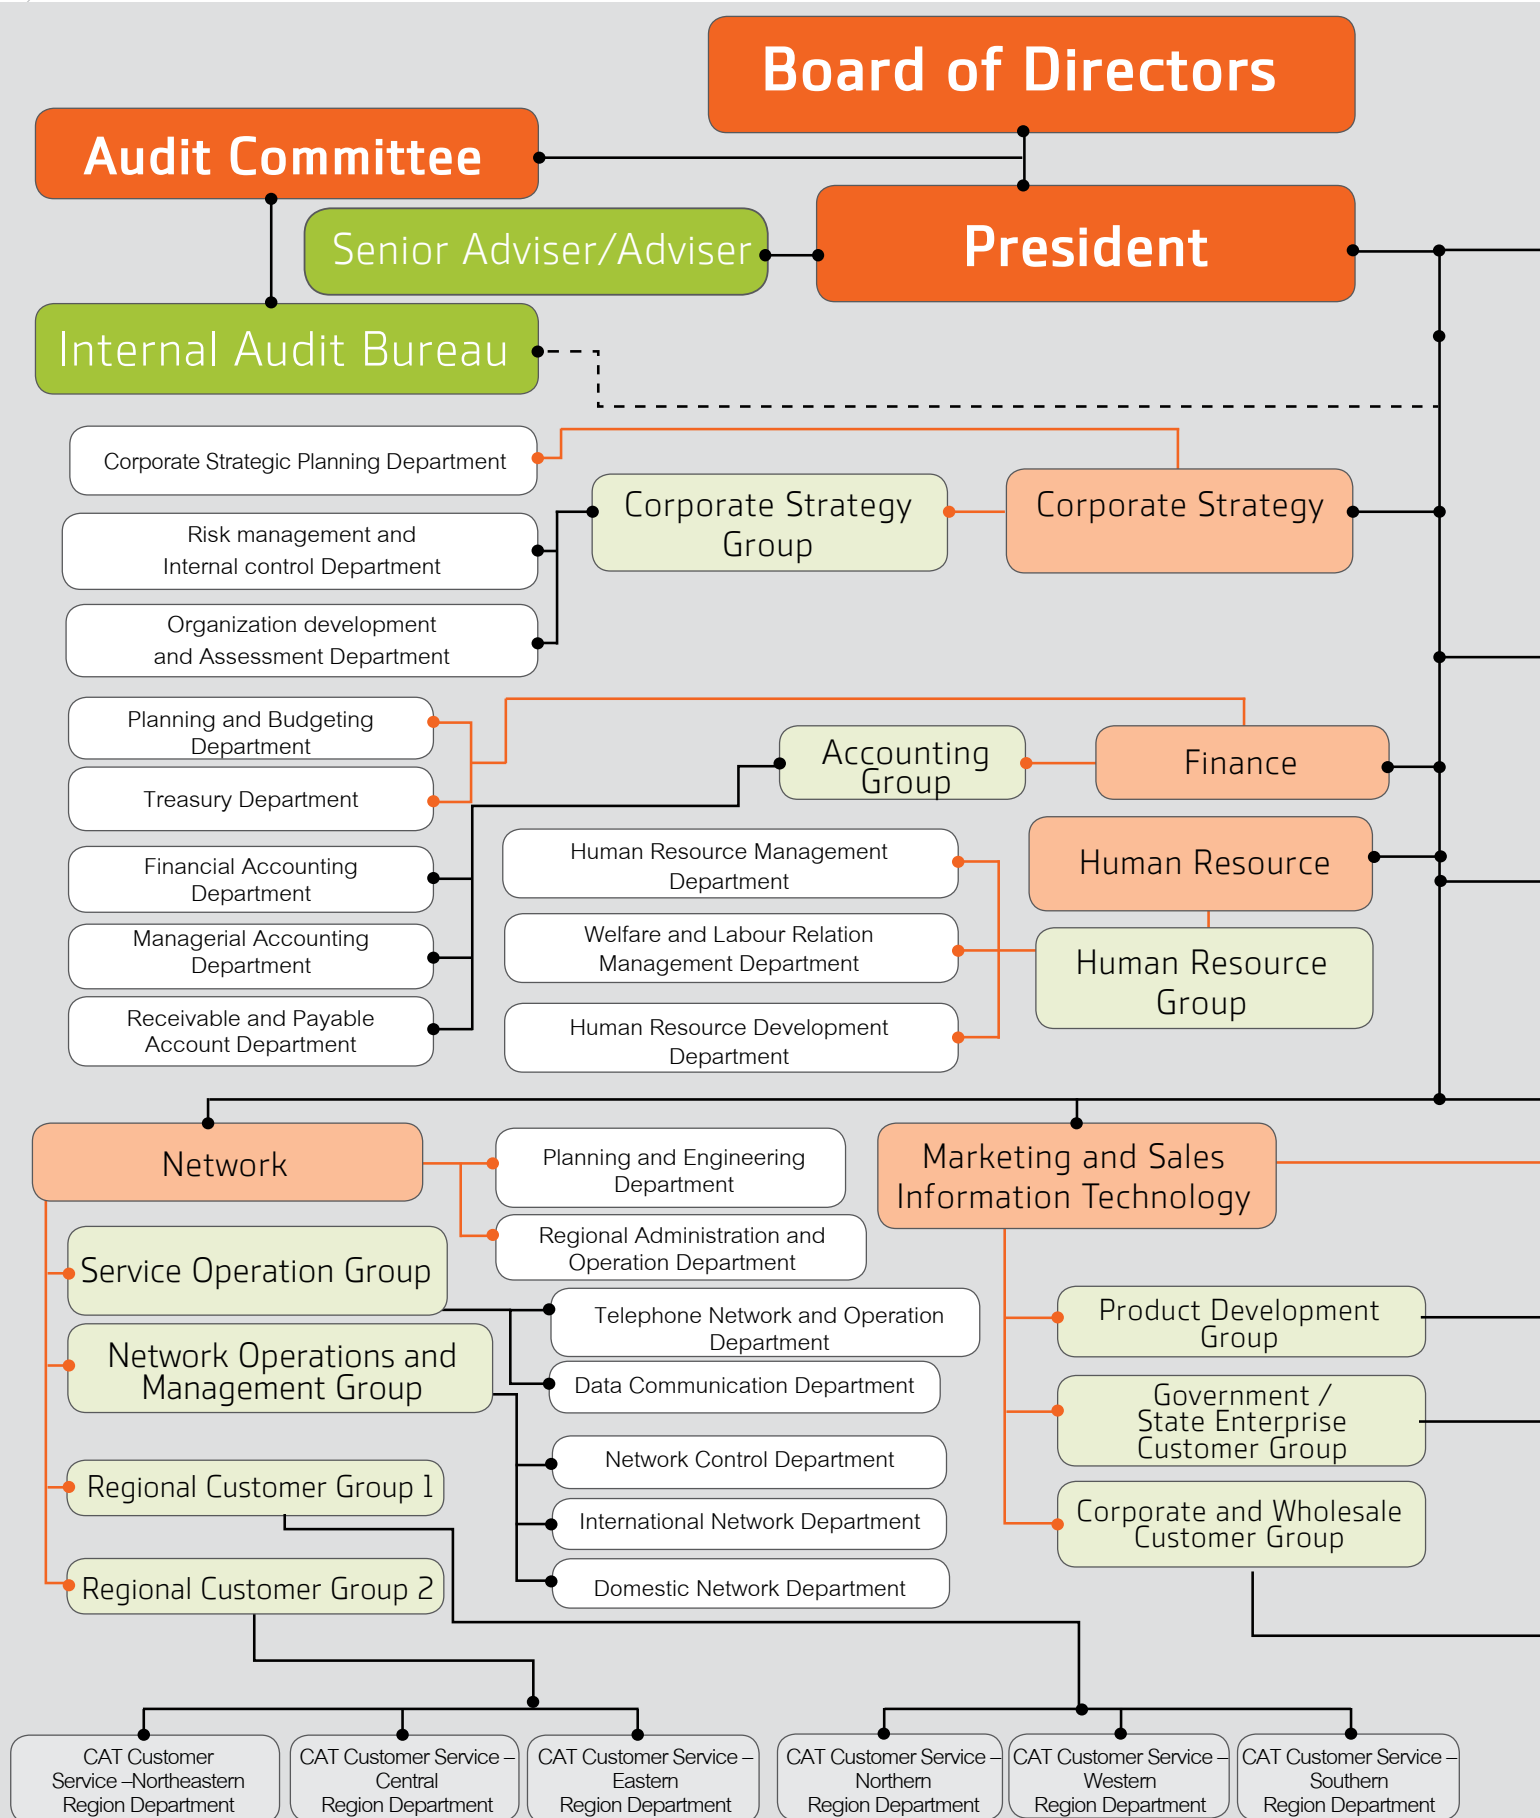 Board of Directors
Audit Committee
Senior Adviser/Adviser
President
Internal Audit Bureau
Corporate Strategic Planning Department
Corporate Strategy
Group
Corporate Strategy
Risk management and
Internal control Department
Organization development
and Assessment Department
Planning and Budgeting
Department
Accounting
Group
Finance
Treasury Department
Financial Accounting
Department
Human Resource Management
Department
Human Resource
Managerial Accounting
Department
Welfare and Labour Relation
Management Department
Human Resource
Group
Receivable and Payable
Account Department
Human Resource Development
Department
Network
Planning and Engineering
Department
Marketing and Sales
Information Technology
Regional Administration and
Operation Department
Service Operation Group
Telephone Network and Operation
Department
Product Development
Group
Network Operations and
Management Group
Data Communication Department
Government /
State Enterprise
Customer Group
Network Control Department
Regional Customer Group 1
International Network Department
Corporate and Wholesale
Customer Group
Regional Customer Group 2
Domestic Network Department
CAT Customer
Service –Northeastern
Region Department
CAT Customer Service –
Central
Region Department
CAT Customer Service –
Eastern
Region Department
CAT Customer Service –
Northern
Region Department
CAT Customer Service –
Western
Region Department
CAT Customer Service –
Southern
Region Department